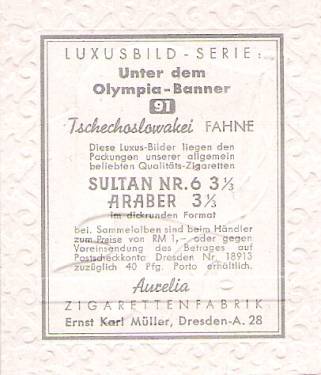 LUXUSBILD-SERIE:
Unter dem
Olympia-Banner
91
Tschechoslowakei FAHNE
Diese Luxus-Bilder liegen den
Packungen unserer allgemein
beliebten Qualitäts-Zigaretten
SULTAN NR. 6 3⅓
ARABER 3⅓
im dickrunden Format
bei. Sammelalben sind beim Händler
zum Preise von RM 1,– oder gegen
Voreinsendung des Betrages auf
Postscheckkonto Dresden Nr. 18913
zuzüglich 40 Pfg. Porto erhältlich.
Aurelia
ZIGARETTENFABRIK
Ernst Karl Müller, Dresden-A. 28